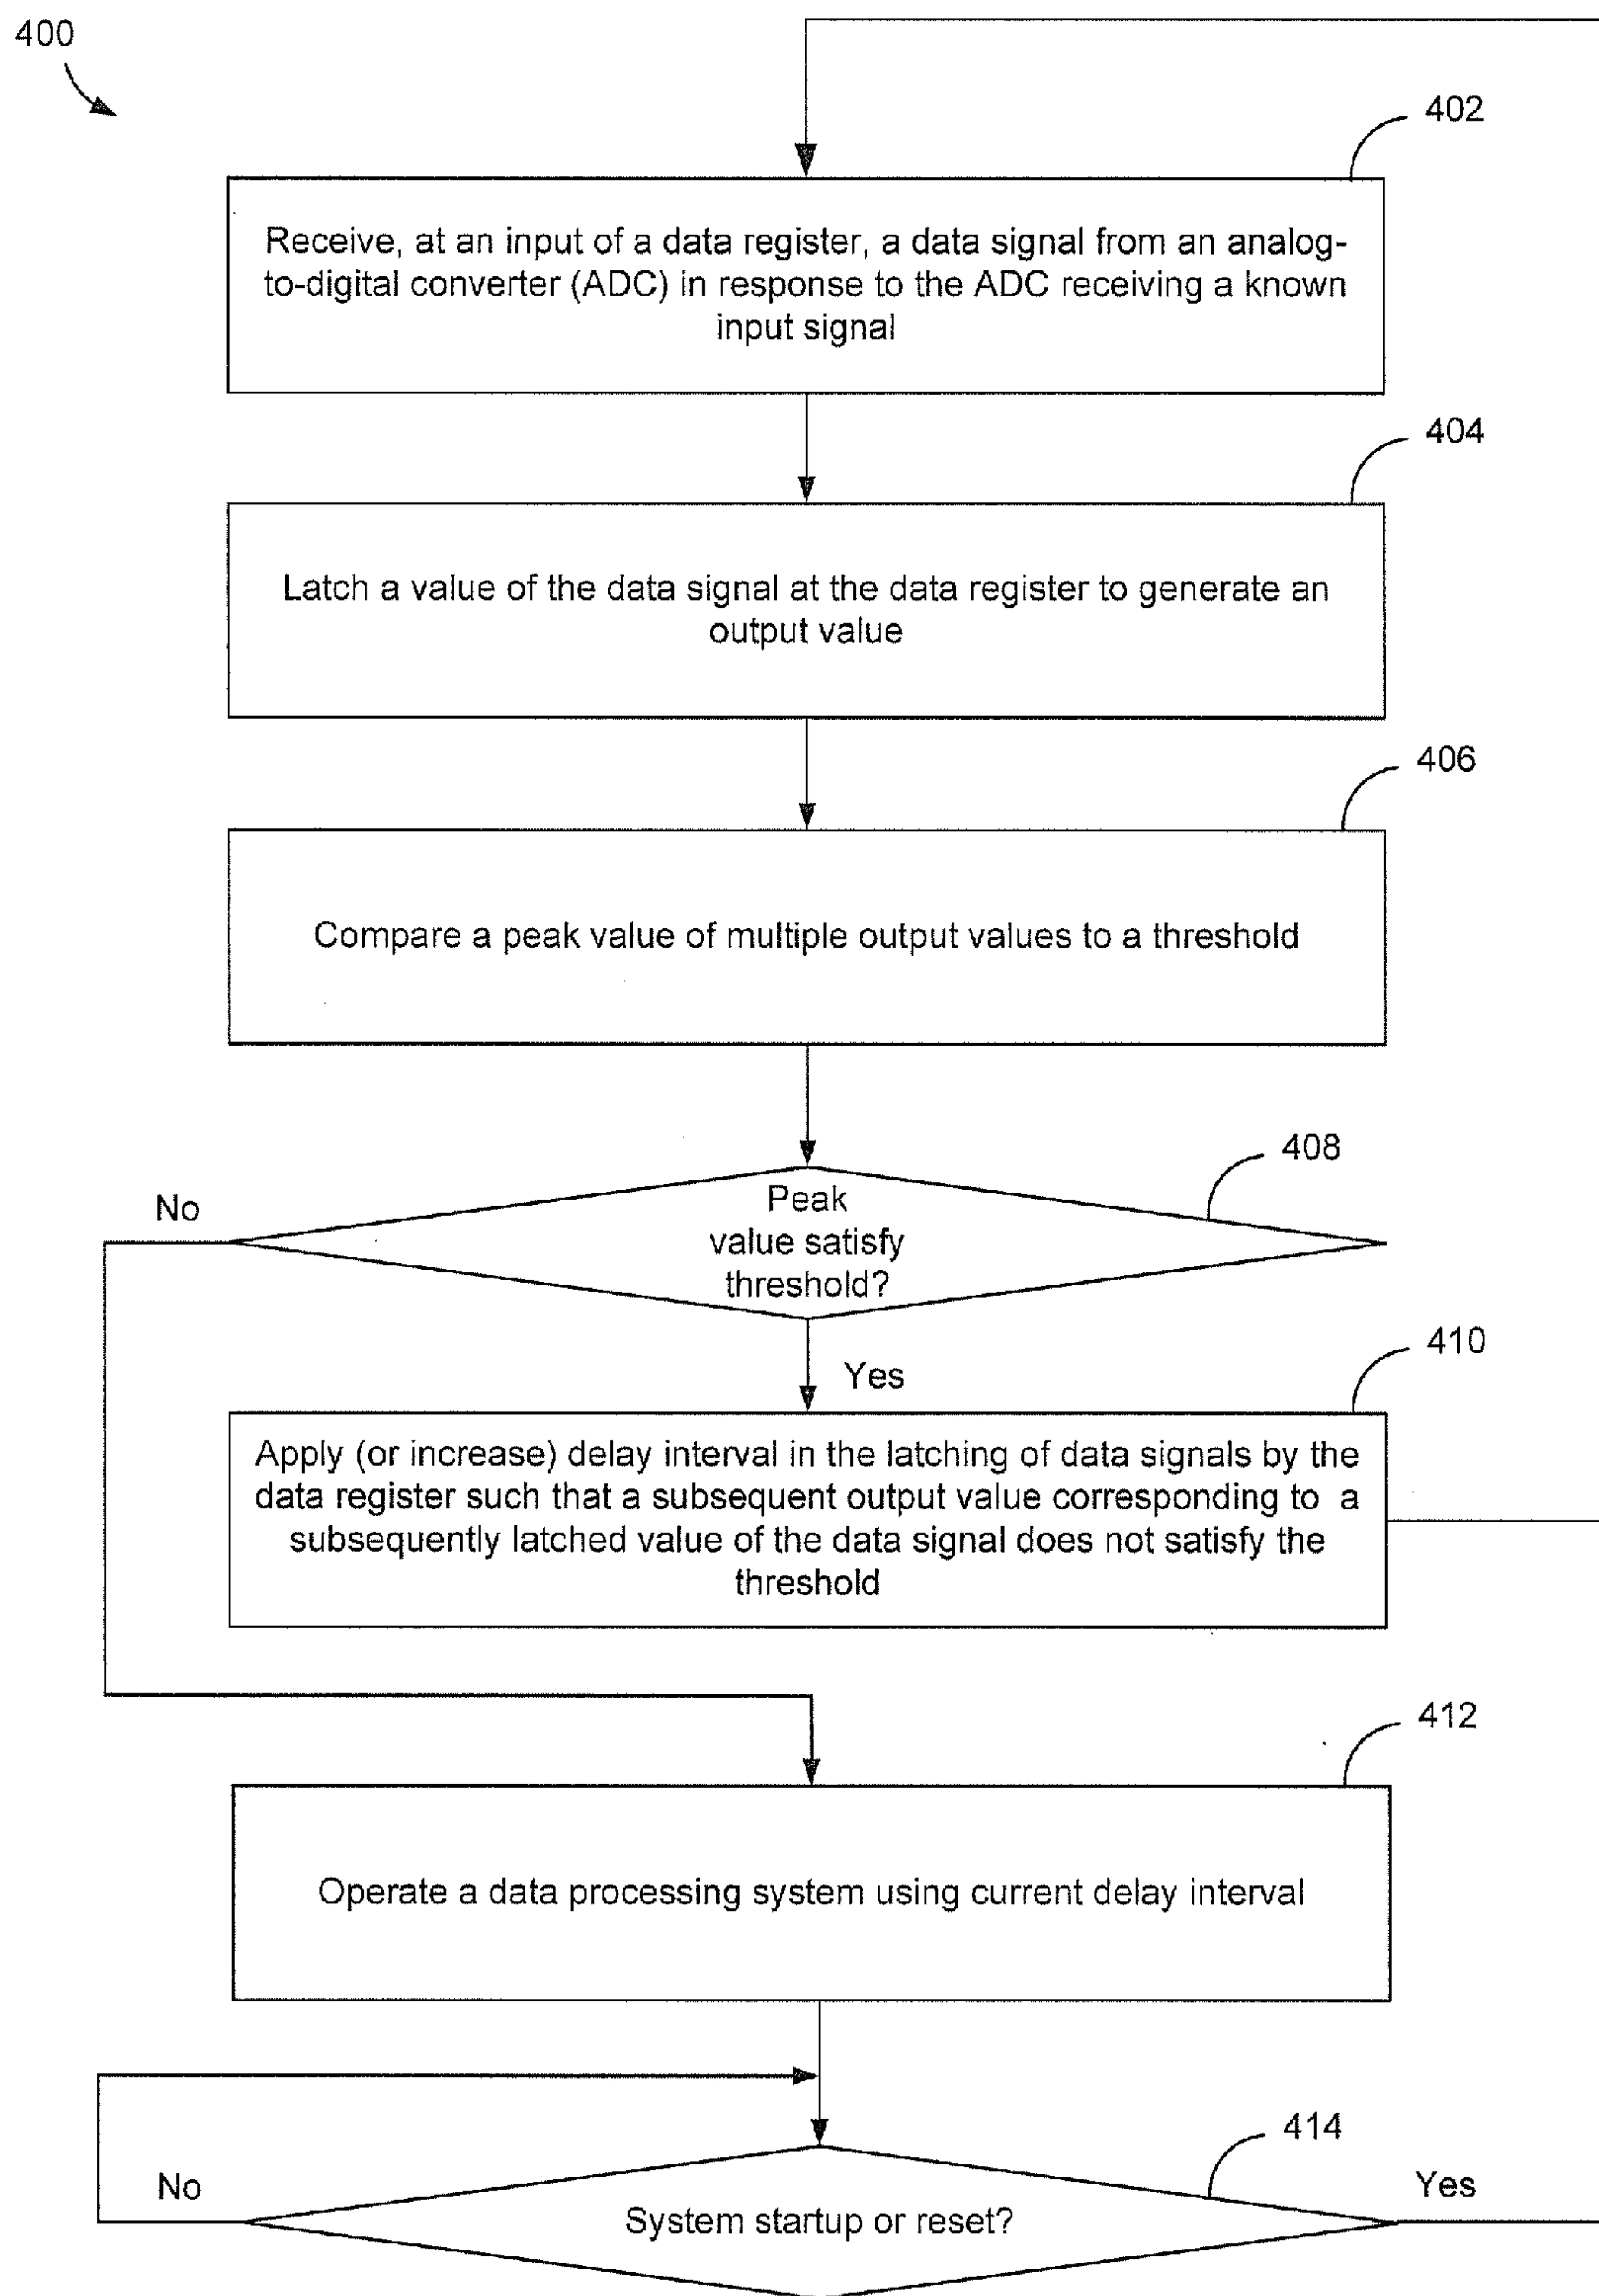 400
402
Receive, at an input of a data register, a data signal from an analog-
to-digital converter (ADC) in response to the ADC receiving a known
input signal
404
Latch a value of the data signal at the data register to generate an
output value
406
Compare a peak value of multiple output values to a threshold
408
No
Peak
value satisfy
threshold?
Yes
410
Apply (or increase) delay interval in the latching of data signals by the
data register such that a subsequent output value corresponding to a
subsequently latched value of the data signal does not satisfy the
threshold
412
Operate a data processing system using current delay interval
414
No
System startup or reset?
Yes